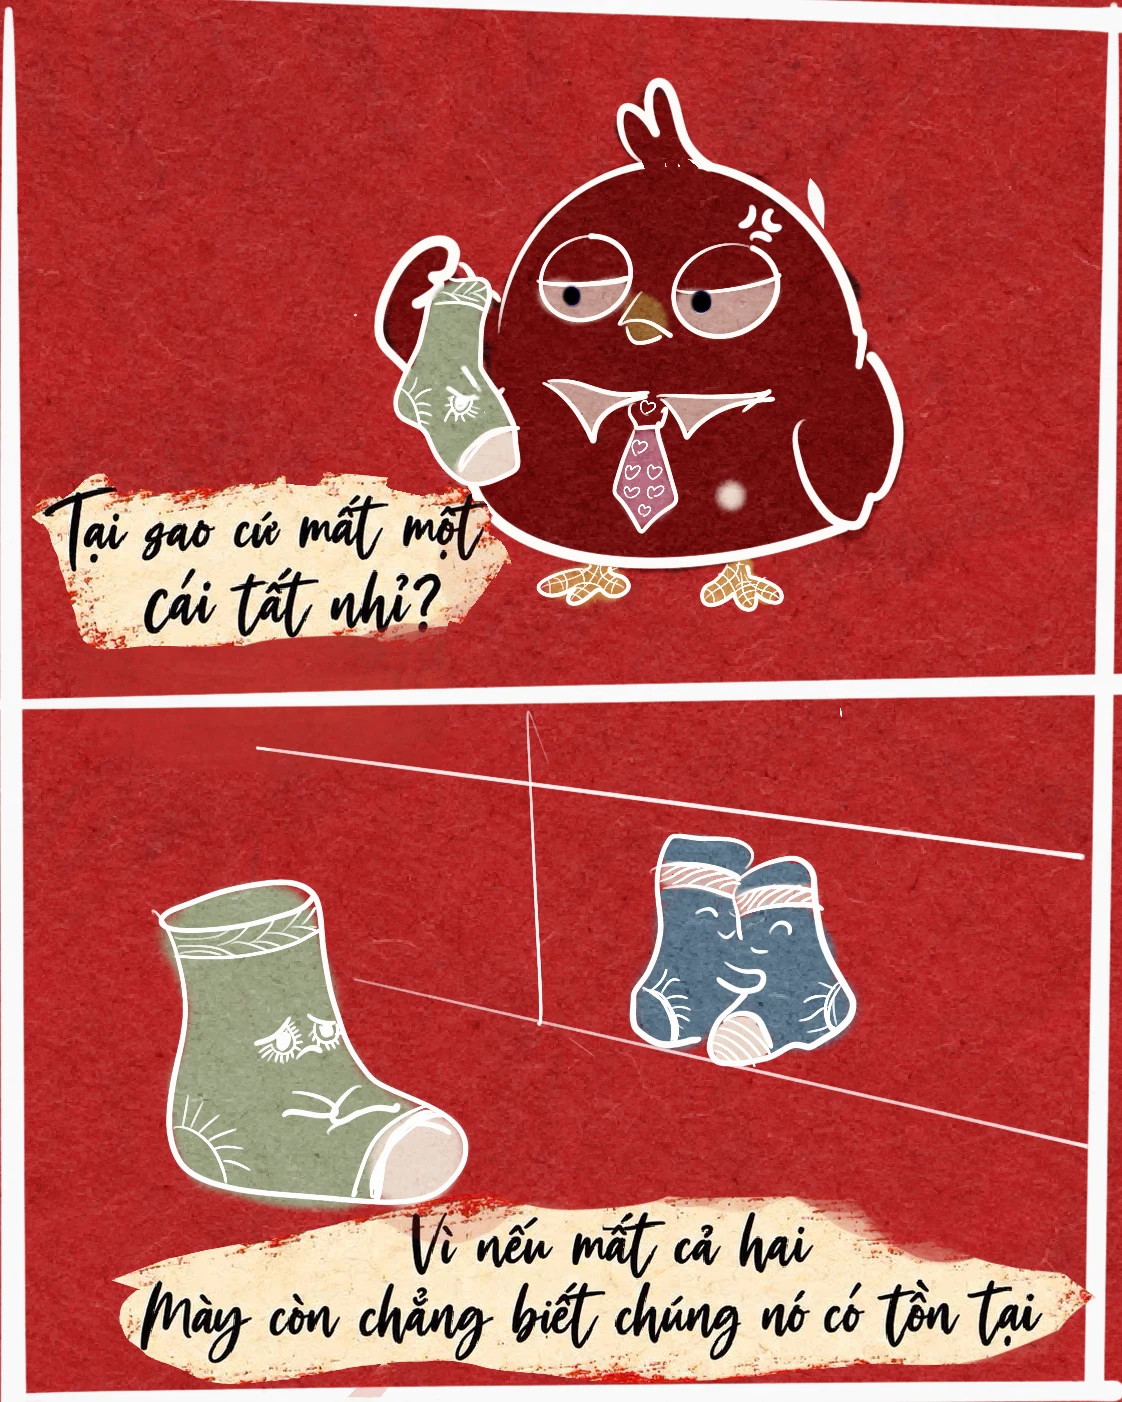 Tại sao cứ mất một
cái tất nhỉ?
Vì nếu mất cả hai
Mày còn chẳng biết chúng nó có tồn tại